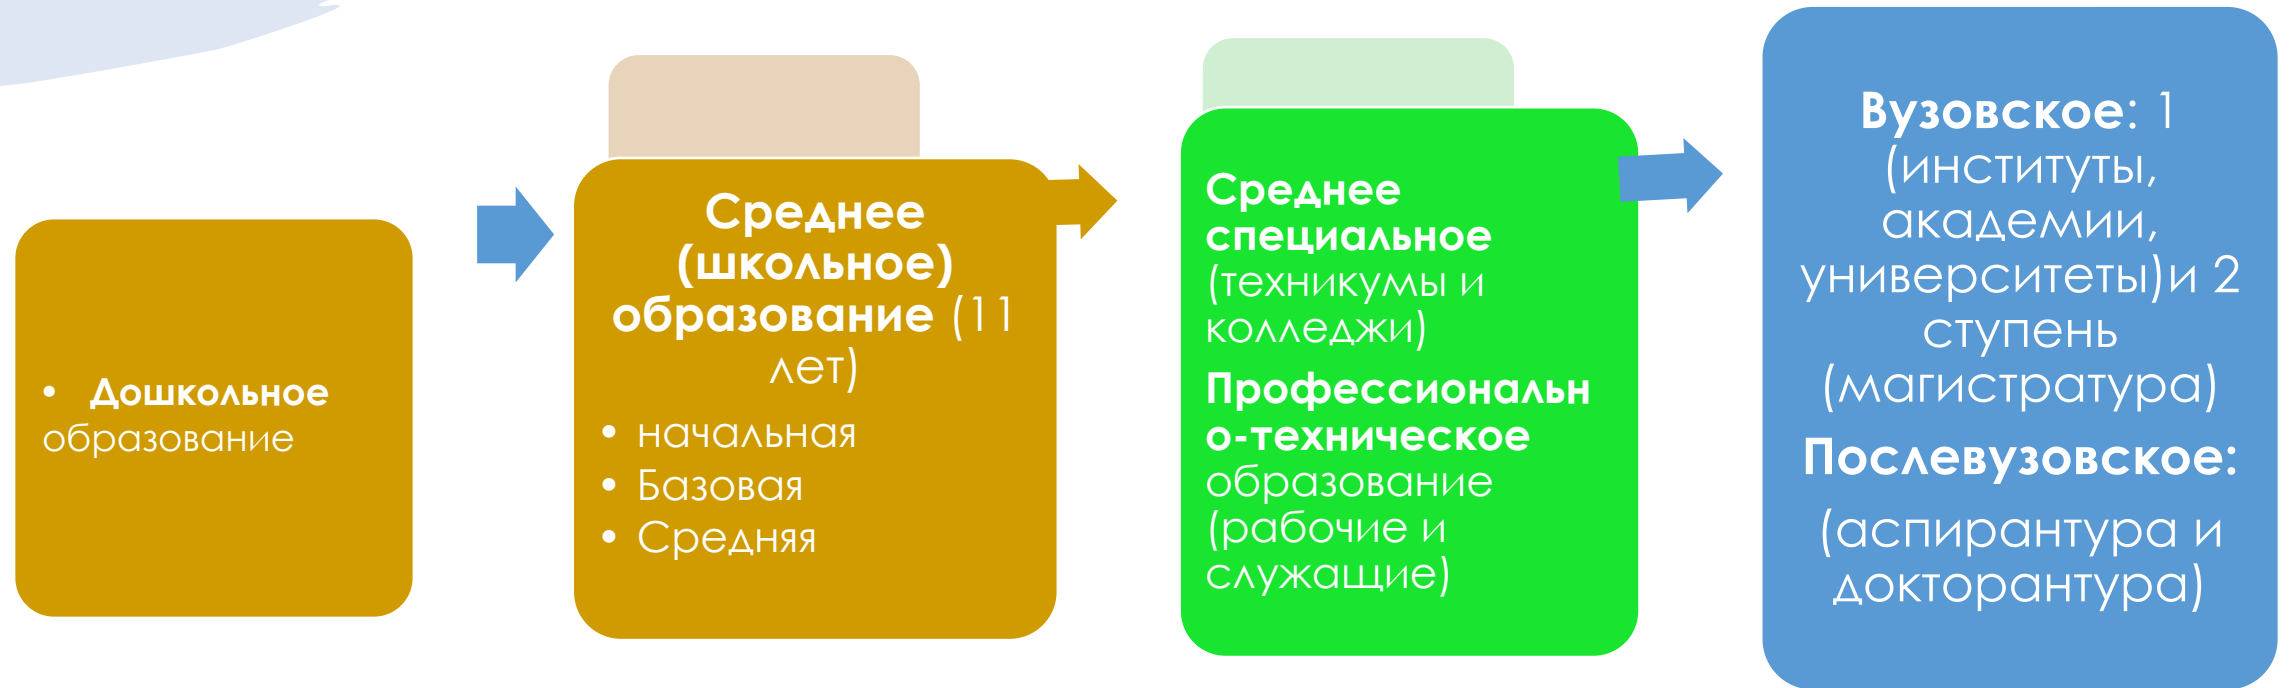 • Дошкольное
образование
Среднее
(школьное)
образование (11
лет)
• начальная
• Базовая
• Средняя
Среднее
специальное
(техникумы и
колледжи)
Профессиональн
о-техническое
образование
(рабочие и
служащие)
Вузовское: 1
(институты,
академии,
университеты)и 2
ступень
(магистратура)
Послевузовское:
(аспирантура и
докторантура)